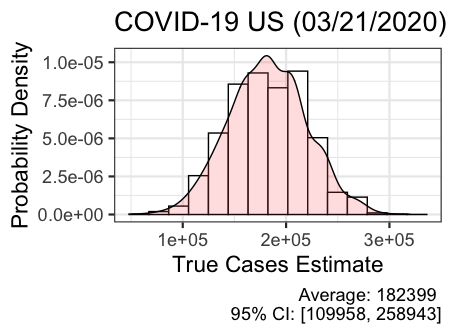 COVID-19 US (03/21/2020)
Probability Density
1.0e-05
7.5e-06
5.0e-06
2.5e-06
0.0e+00
1e+05 2e+05 3e+05
True Cases Estimate
Average: 182399
95% CI: [109958, 258943]